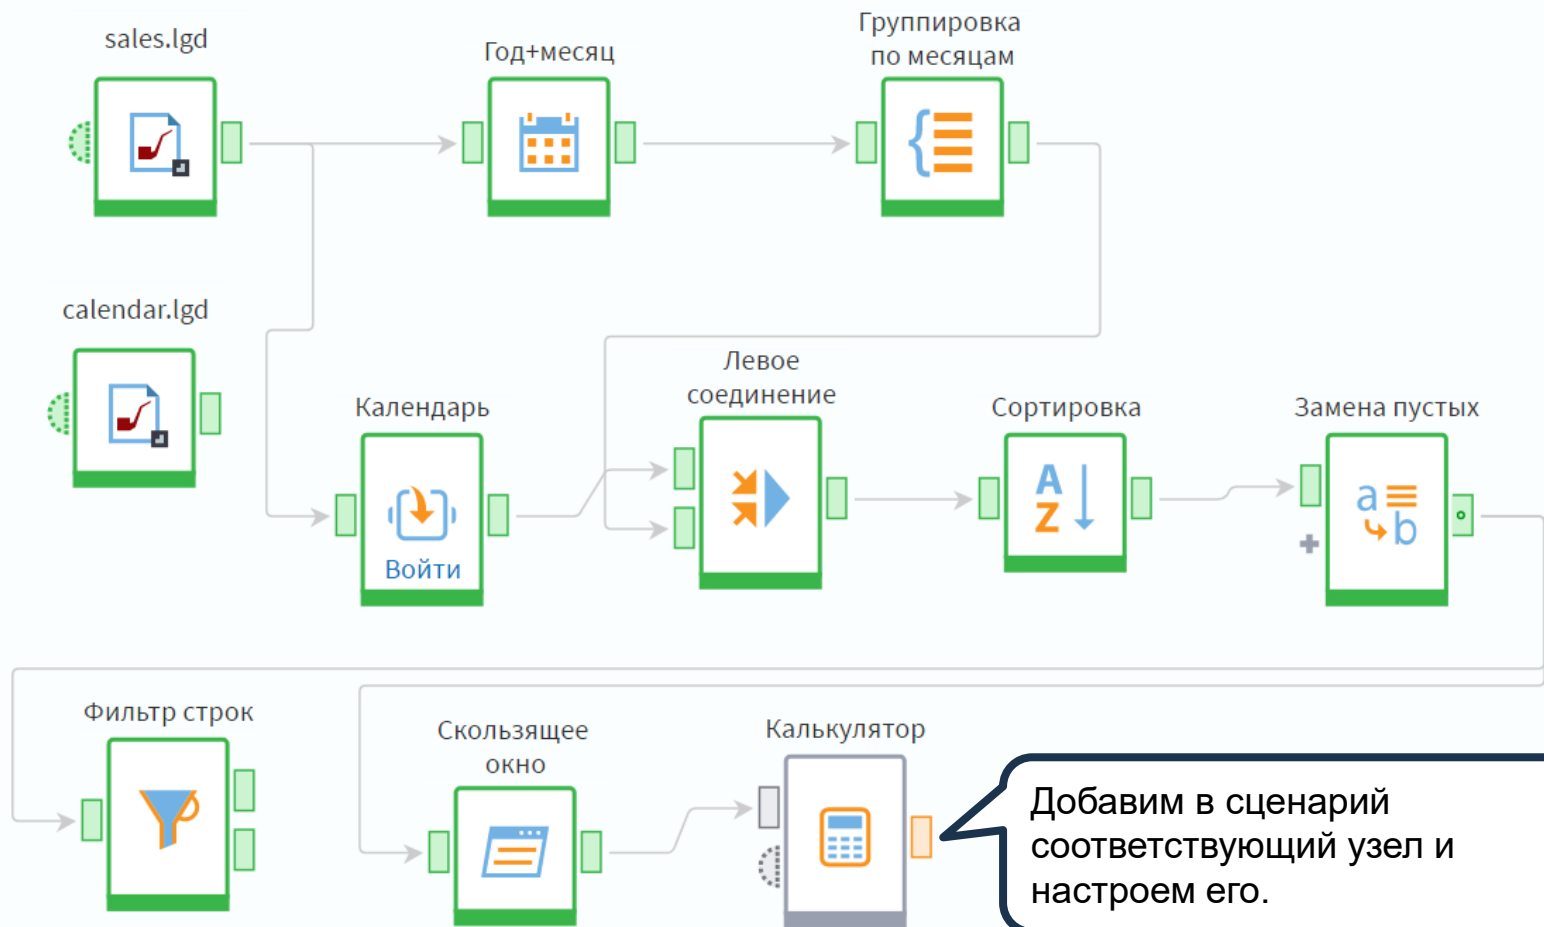 sales.lgd
Год+месяц
Группировка
по месяцам
calendar.lgd
Календарь
Войти
Левое
соединение
Сортировка
A
Z
Замена пустых
a
b
Фильтр строк
Скользящее
окно
Калькулятор
Добавим в сценарий
соответствующий узел и
настроем его.